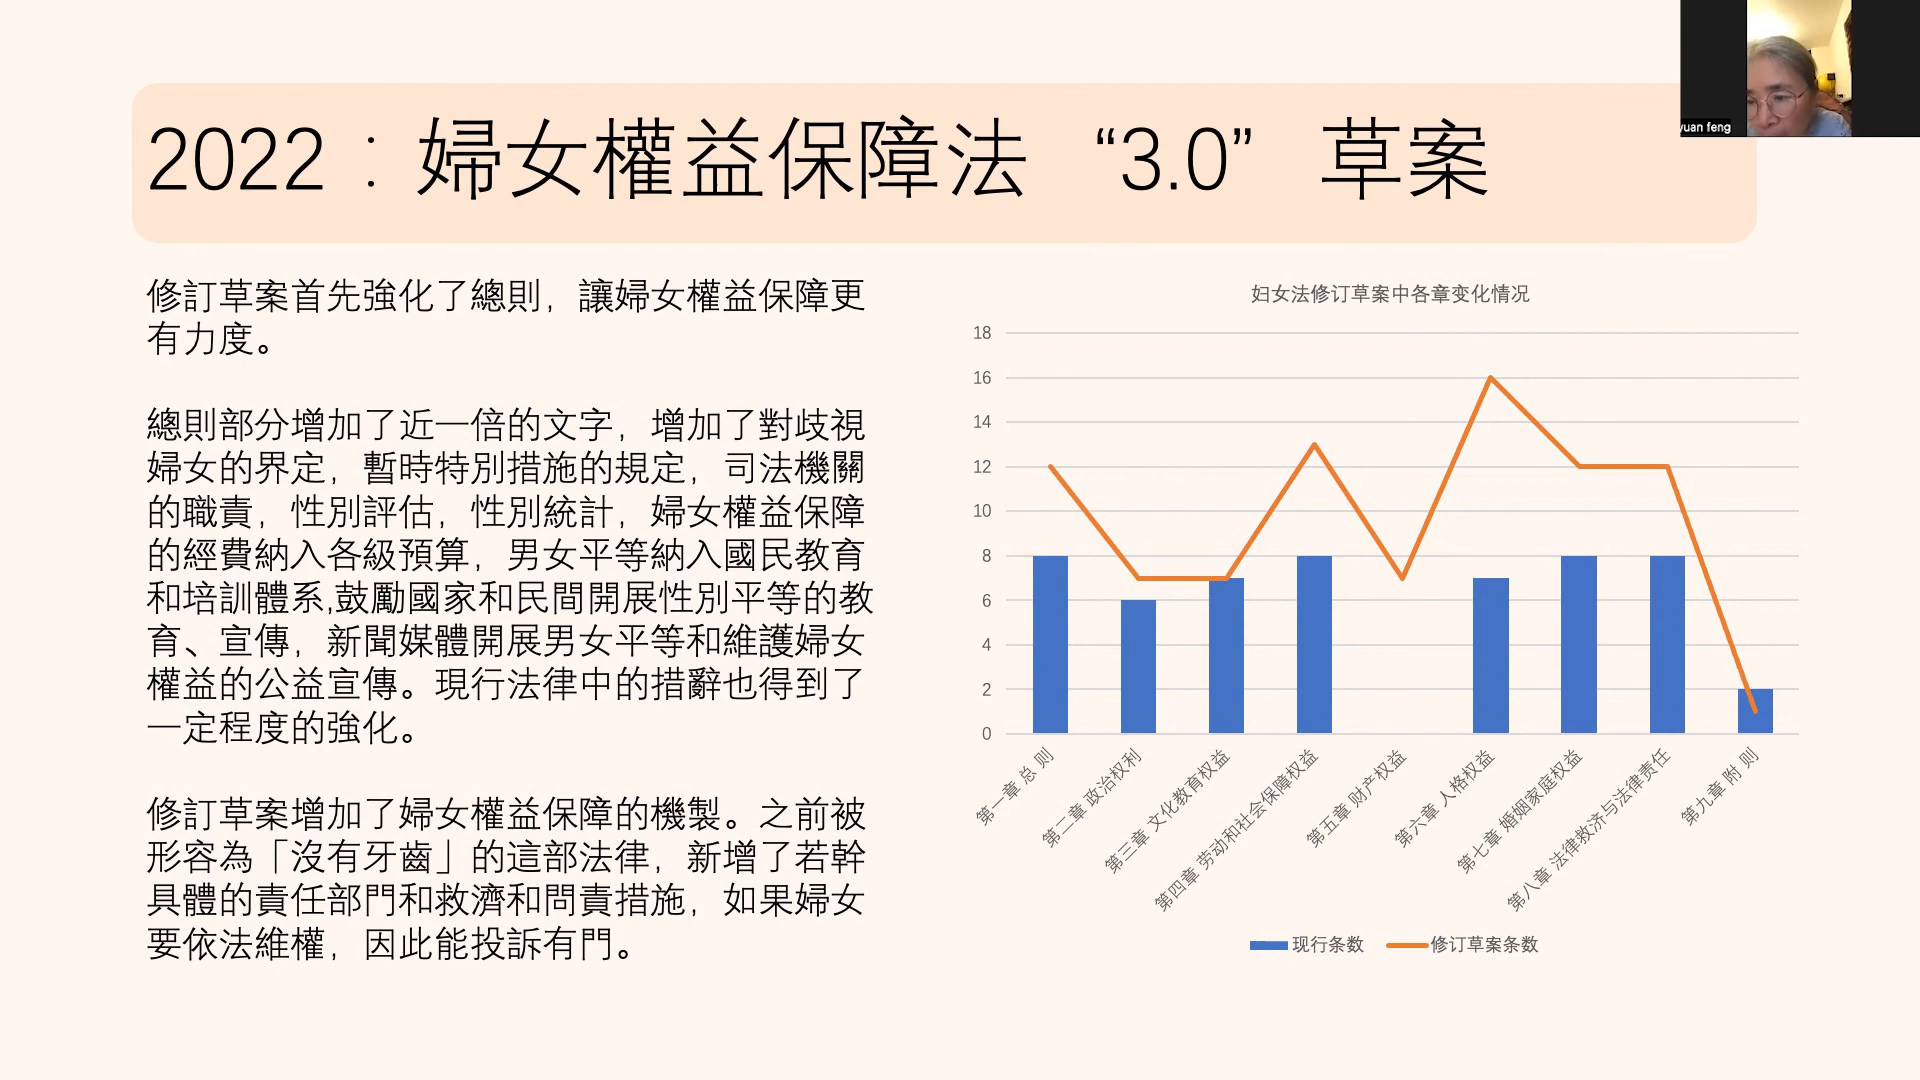 yuan feng
2022：婦女權益保障法 “3.0” 草案
修訂草案首先強化了總則，讓婦女權益保障更
有力度。
總則部分增加了近一倍的文字，增加了對歧視
婦女的界定，暫時特別措施的規定，司法機關
的職責，性別評估，性別統計，婦女權益保障
的經費納入各級預算，男女平等納入國民教育
和培訓體系,鼓勵國家和民間開展性別平等的教
育、宣傳，新聞媒體開展男女平等和維護婦女
權益的公益宣傳。現行法律中的措辭也得到了
一定程度的強化。
修訂草案增加了婦女權益保障的機製。之前被
形容為「沒有牙齒」的這部法律，新增了若幹
具體的責任部門和救濟和問責措施，如果婦女
要依法維權，因此能投訴有門。
妇女法修订草案中各章变化情况
18
16
14
12
10
8
6
4
2
0
第一章 总 则
第二章 政治权利
第三章 文化教育权益
第四章 劳动和社会保障权益
第五章 财产权益
第六章 人格权益
第七章 婚姻家庭权益
第八章 法律救济与法律责任
第九章 附 则
现行条数
修订草案条数